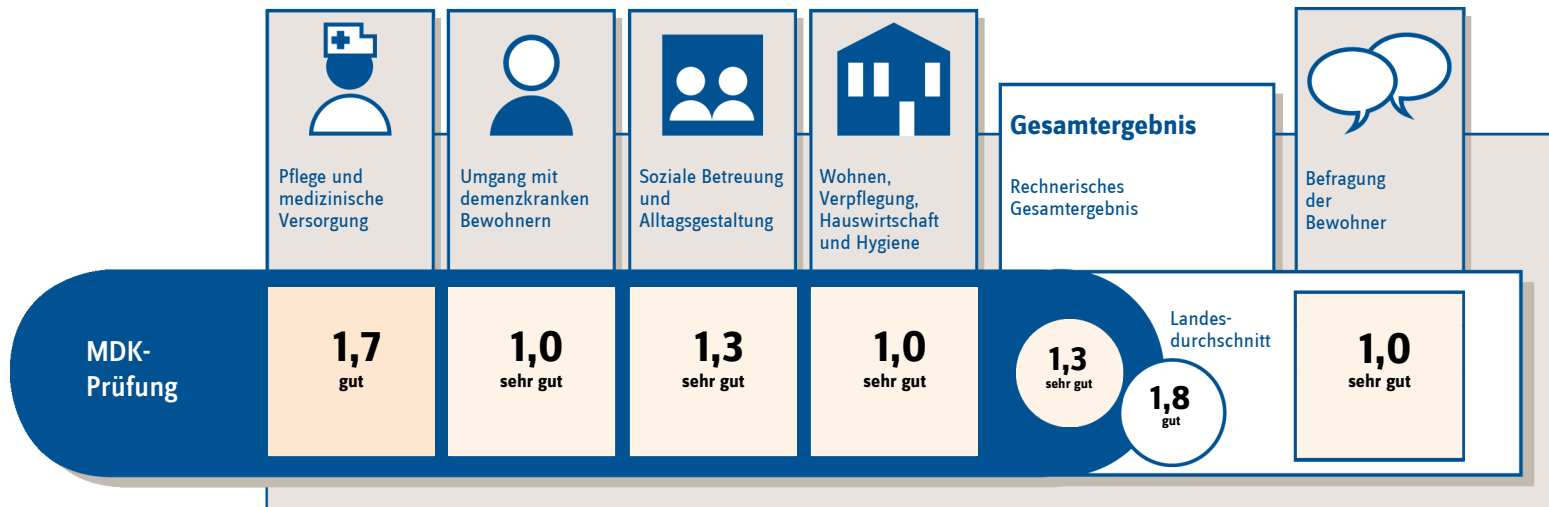 Pflege und
medizinische
Versorgung
Umgang mit
demenzkranken
Bewohnern
Soziale Betreuung
und
Alltagsgestaltung
Wohnen,
Verpflegung,
Hauswirtschaft
und Hygiene
Gesamtergebnis
Rechnerisches
Gesamtergebnis
Befragung
der
Bewohner
MDK-
Prüfung
1,7
gut
1,0
sehr gut
1,3
sehr gut
1,0
sehr gut
1,3
sehr gut
Landes-
durchschnitt
1,8
gut
1,0
sehr gut